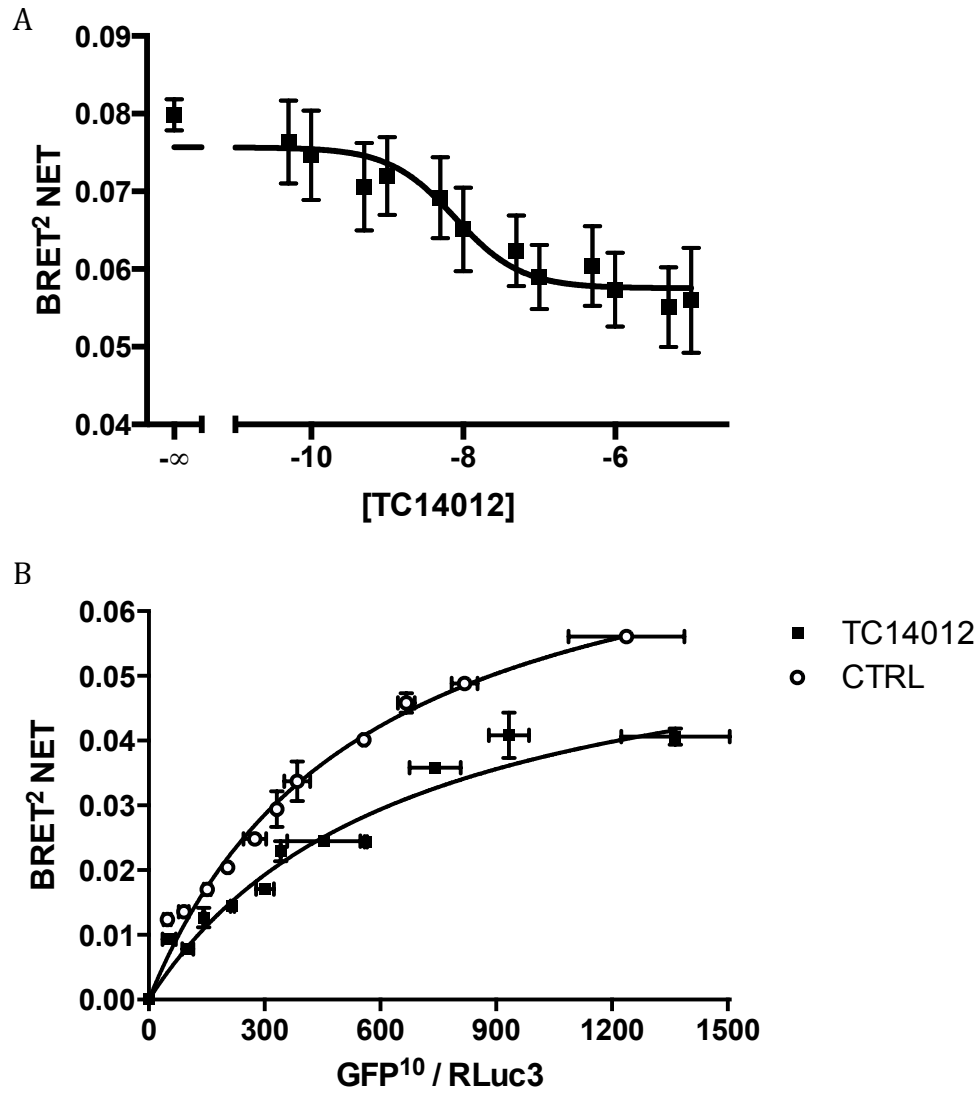 A
0.09
0.08
0.07
0.06
0.05
0.04
BRET² NET
-∞ -10 -8 -6
[TC14012]
B
0.06
0.05
0.04
0.03
0.02
0.01
0.00
BRET² NET
0 300 600 900 1200 1500
GFP¹⁰ / RLuc3
TC14012
CTRL